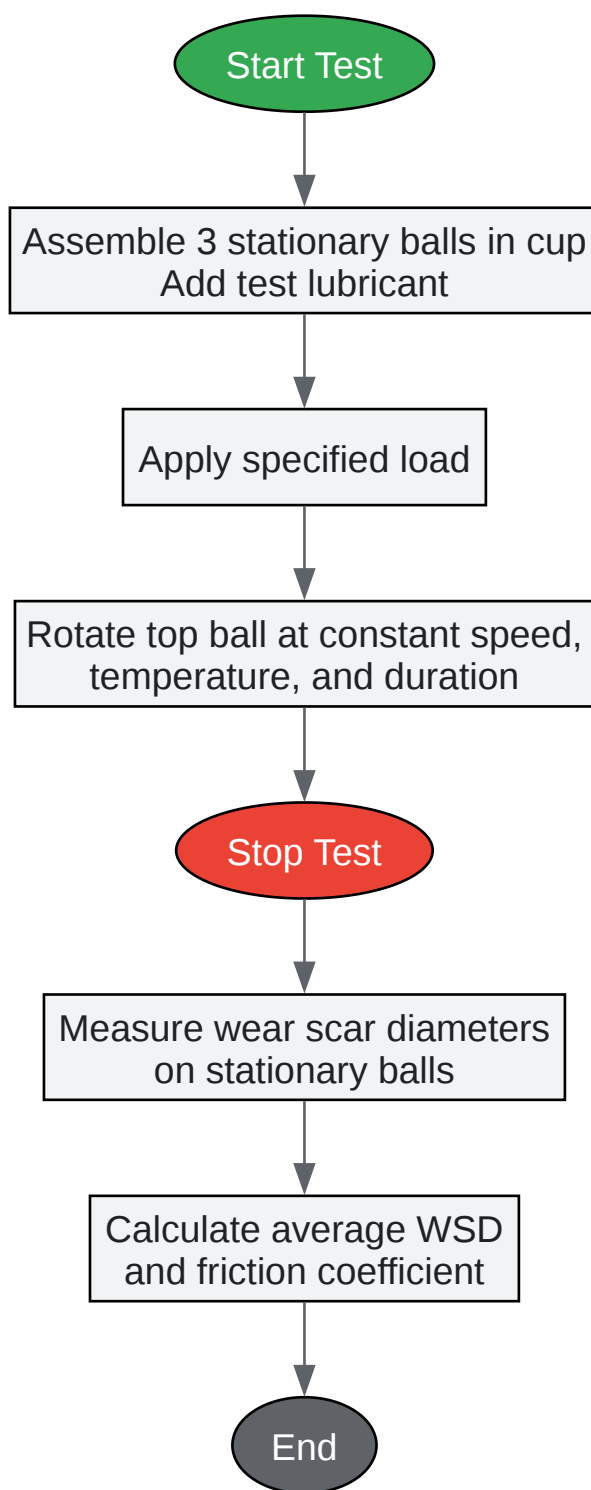 Start Test
Assemble 3 stationary balls in cup
Add test lubricant
Apply specified load
Rotate top ball at constant speed,
temperature, and duration
Stop Test
Measure wear scar diameters
on stationary balls
Calculate average WSD
and friction coefficient
End